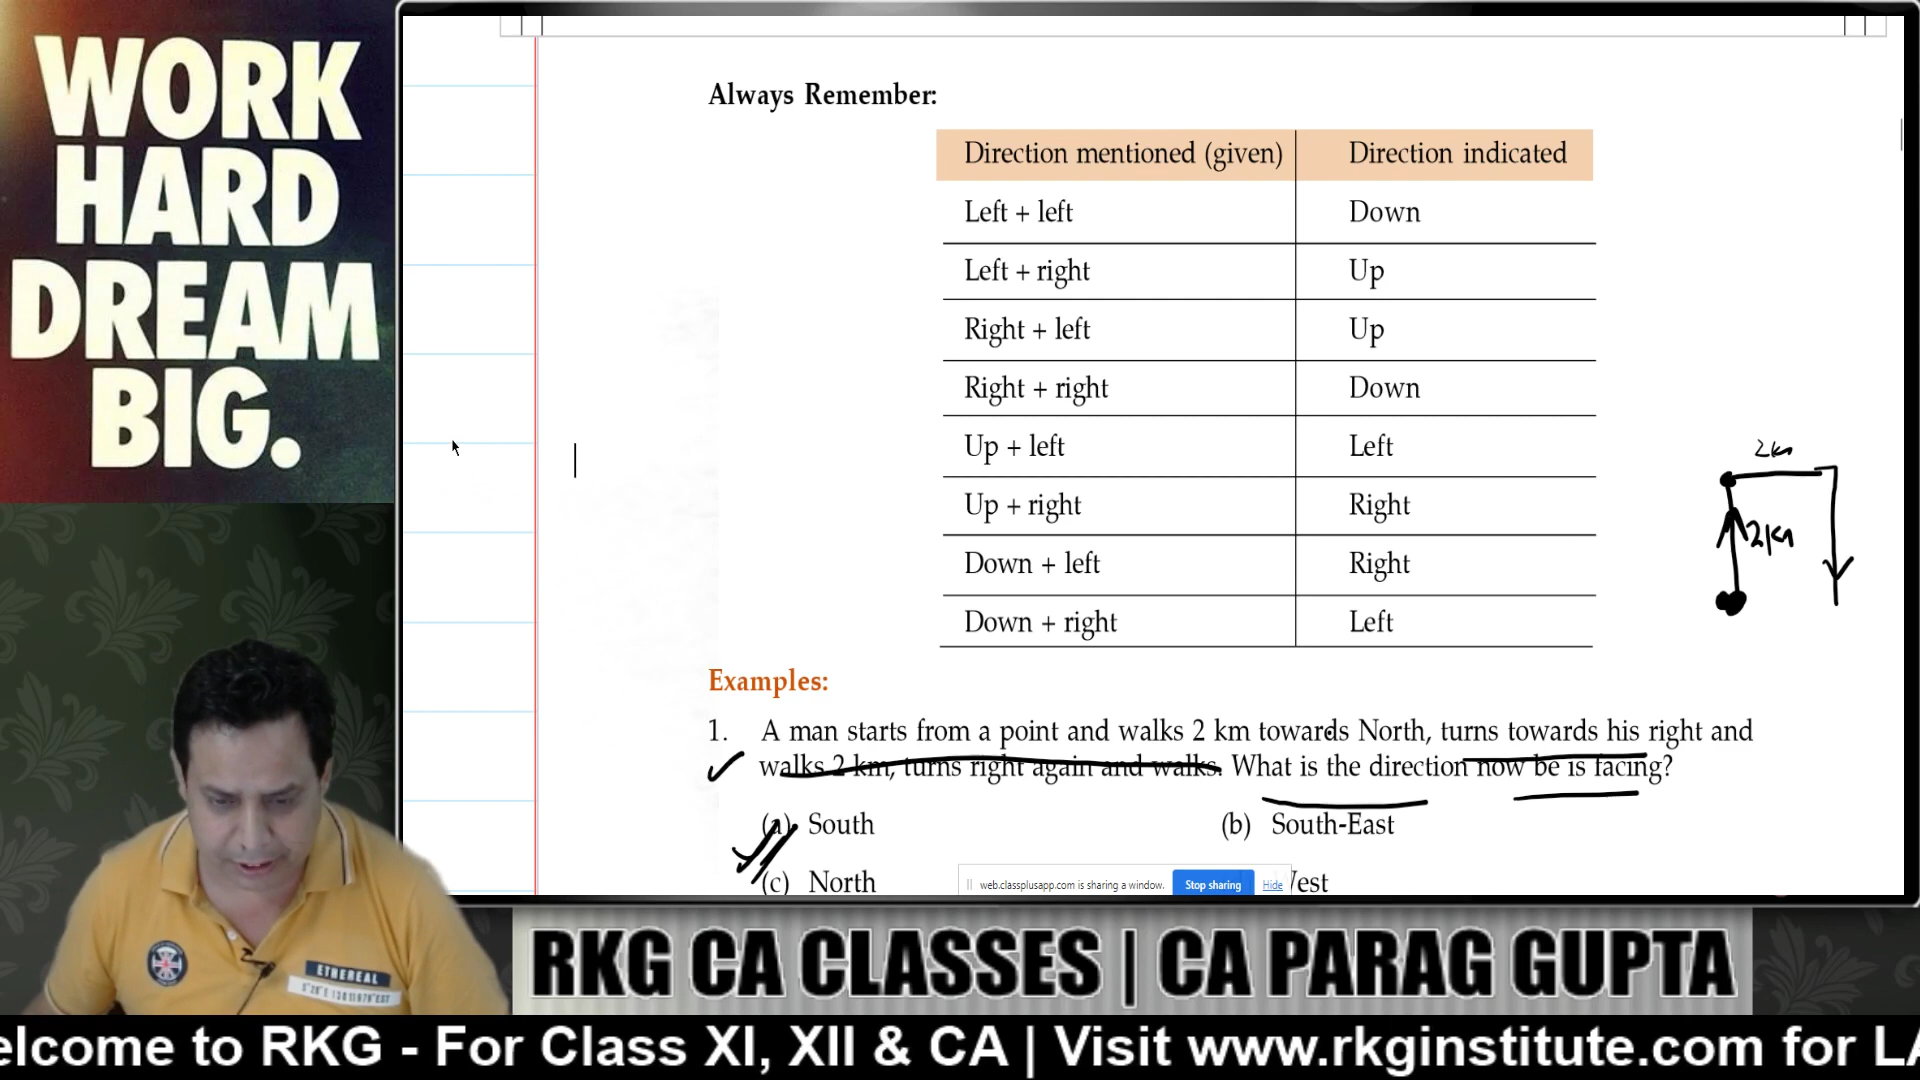 WORK
HARD
DREAM
BIG.
Always Remember:
Direction mentioned (given) Direction indicated
Left + left Down
Left + right Up
Right + left Up
Right + right Down
Up + left Left
Up + right Right
Down + left Right
Down + right Left
2km
2km
Examples:
1. A man starts from a point and walks 2 km towards North, turns towards his right and
walks 2 km, turns right again and walks. What is the direction now be is facing?
(a) South (b) South-East
(c) North West
web.classplusapp.com is sharing a window. Stop sharing Hide
ETHEREAL
RKG CA CLASSES | CA PARAG GUPTA
elcome to RKG - For Class XI, XII & CA | Visit www.rkginstitute.com for LA